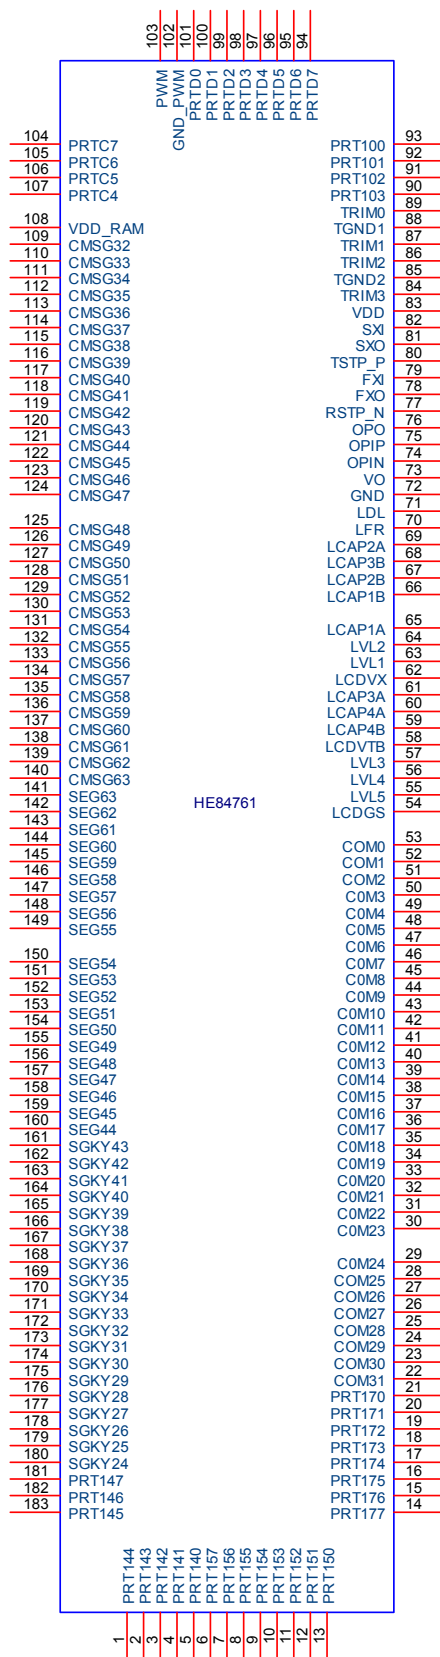 103 PWM
102 GND_PWM
101 PRTD0
100 PRTD1
99 PRTD2
98 PRTD3
97 PRTD4
96 PRTD5
95 PRTD6
94 PRTD7
104 PRTC7
105 PRTC6
106 PRTC5
107 PRTC4
108 VDD_RAM
109 CMSG32
110 CMSG33
111 CMSG34
112 CMSG35
113 CMSG36
114 CMSG37
115 CMSG38
116 CMSG39
117 CMSG40
118 CMSG41
119 CMSG42
120 CMSG43
121 CMSG44
122 CMSG45
123 CMSG46
124 CMSG47
125 CMSG48
126 CMSG49
127 CMSG50
128 CMSG51
129 CMSG52
130 CMSG53
131 CMSG54
132 CMSG55
133 CMSG56
134 CMSG57
135 CMSG58
136 CMSG59
137 CMSG60
138 CMSG61
139 CMSG62
140 CMSG63
141 SEG63
142 SEG62
143 SEG61
144 SEG60
145 SEG59
146 SEG58
147 SEG57
148 SEG56
149 SEG55
150 SEG54
151 SEG53
152 SEG52
153 SEG51
154 SEG50
155 SEG49
156 SEG48
157 SEG47
158 SEG46
159 SEG45
160 SEG44
161 SGKY43
162 SGKY42
163 SGKY41
164 SGKY40
165 SGKY39
166 SGKY38
167 SGKY37
168 SGKY36
169 SGKY35
170 SGKY34
171 SGKY33
172 SGKY32
173 SGKY31
174 SGKY30
175 SGKY29
176 SGKY28
177 SGKY27
178 SGKY26
179 SGKY25
180 SGKY24
181 PRT147
182 PRT146
183 PRT145
HE84761
PRT100 93
PRT101 92
PRT102 91
PRT103 90
TRIM0 89
TGND1 88
TRIM1 87
TRIM2 86
TGND2 85
TRIM3 84
VDD 83
SXI 82
SXO 81
TSTP_P 80
FXI 79
FXO 78
RSTP_N 77
OPO 76
OPIP 75
OPIN 74
VO 73
GND 72
LDL 71
LFR 70
LCAP2A 69
LCAP3B 68
LCAP2B 67
LCAP1B 66
LCAP1A 65
LVL2 64
LVL1 63
LCDVX 62
LCAP3A 61
LCAP4A 60
LCAP4B 59
LCDVTB 58
LVL3 57
LVL4 56
LVL5 55
LCDGS 54
COM0 53
COM1 52
COM2 51
C0M3 50
C0M4 49
C0M5 48
C0M6 47
C0M7 46
C0M8 45
C0M9 44
C0M10 43
C0M11 42
C0M12 41
C0M13 40
C0M14 39
C0M15 38
C0M16 37
C0M17 36
C0M18 35
C0M19 34
C0M20 33
C0M21 32
C0M22 31
C0M23 30
C0M24 29
COM25 28
COM26 27
COM27 26
COM28 25
COM29 24
COM30 23
COM31 22
PRT170 21
PRT171 20
PRT172 19
PRT173 18
PRT174 17
PRT175 16
PRT176 15
PRT177 14
1 PRT144
2 PRT143
3 PRT142
4 PRT141
5 PRT140
6 PRT157
7 PRT156
8 PRT155
9 PRT154
10 PRT153
11 PRT152
12 PRT151
13 PRT150